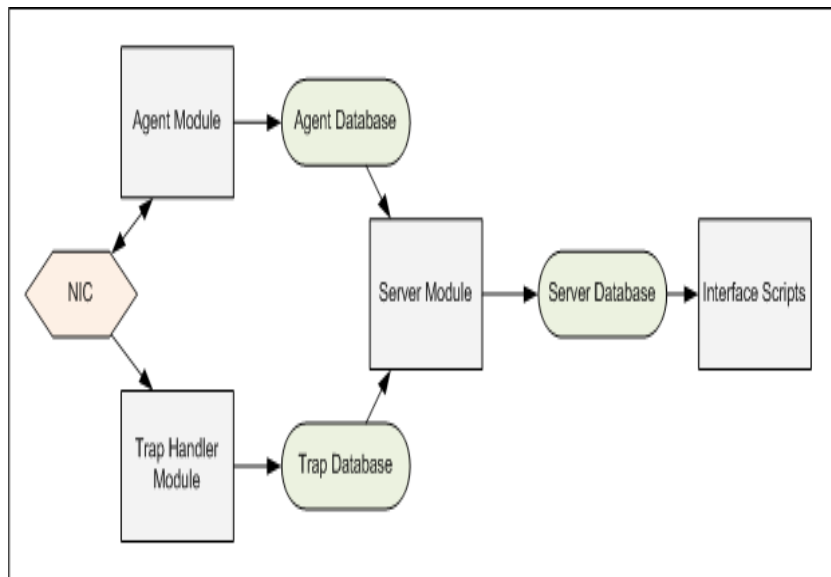 Agent Module
Agent Database
NIC
Server Module
Server Database
Interface Scripts
Trap Handler
Module
Trap Database